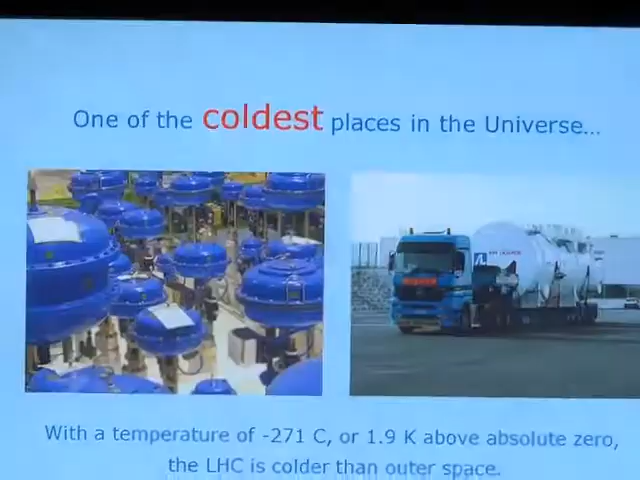 One of the coldest places in the Universe...
With a temperature of -271 C, or 1.9 K above absolute zero,
the LHC is colder than outer space.